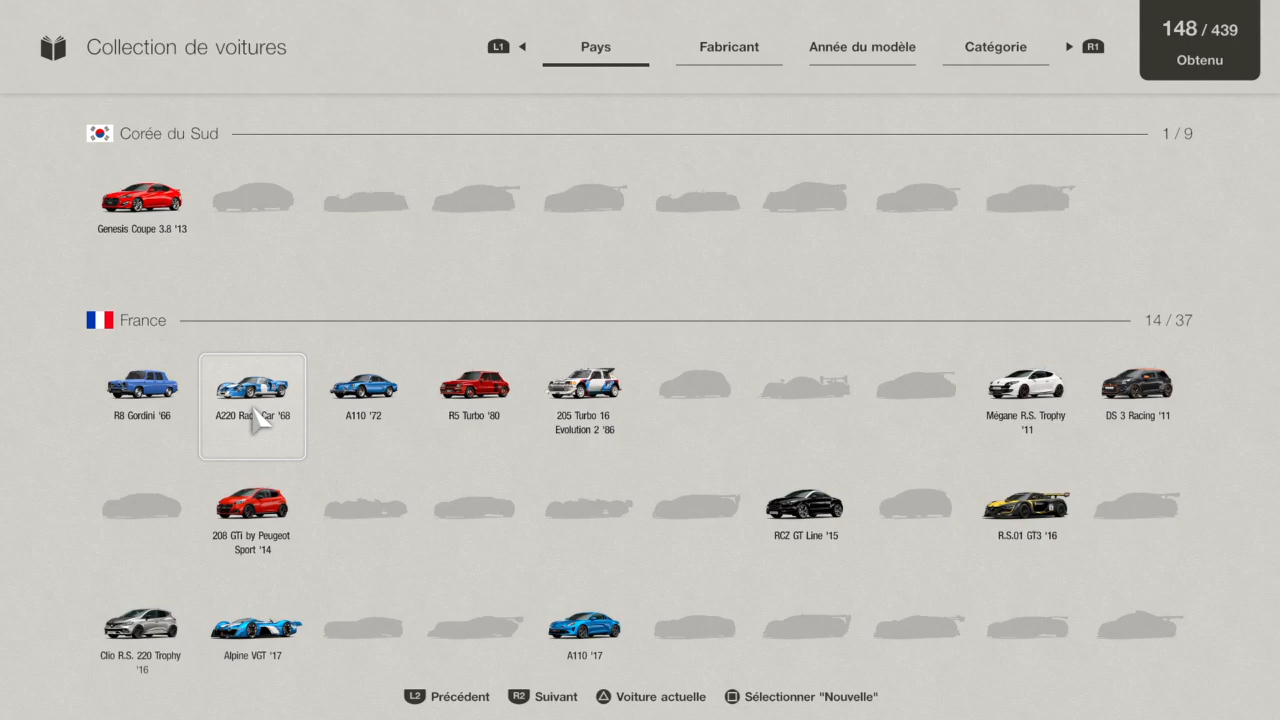 Collection de voitures
L1 Pays Fabricant Année du modèle Catégorie R1
148 / 439
Obtenu
Corée du Sud 1 / 9
Genesis Coupe 3.8 '13
France 14 / 37
R8 Gordini '66
A220 Race Car '68
A110 '72
R5 Turbo '80
205 Turbo 16
Evolution 2 '86
Mégane R.S. Trophy
'11
DS 3 Racing '11
208 GTi by Peugeot
Sport '14
RCZ GT Line '15
R.S.01 GT3 '16
Clio R.S. 220 Trophy
'16
Alpine VGT '17
A110 '17
L2 Précédent R2 Suivant Voiture actuelle Sélectionner "Nouvelle"